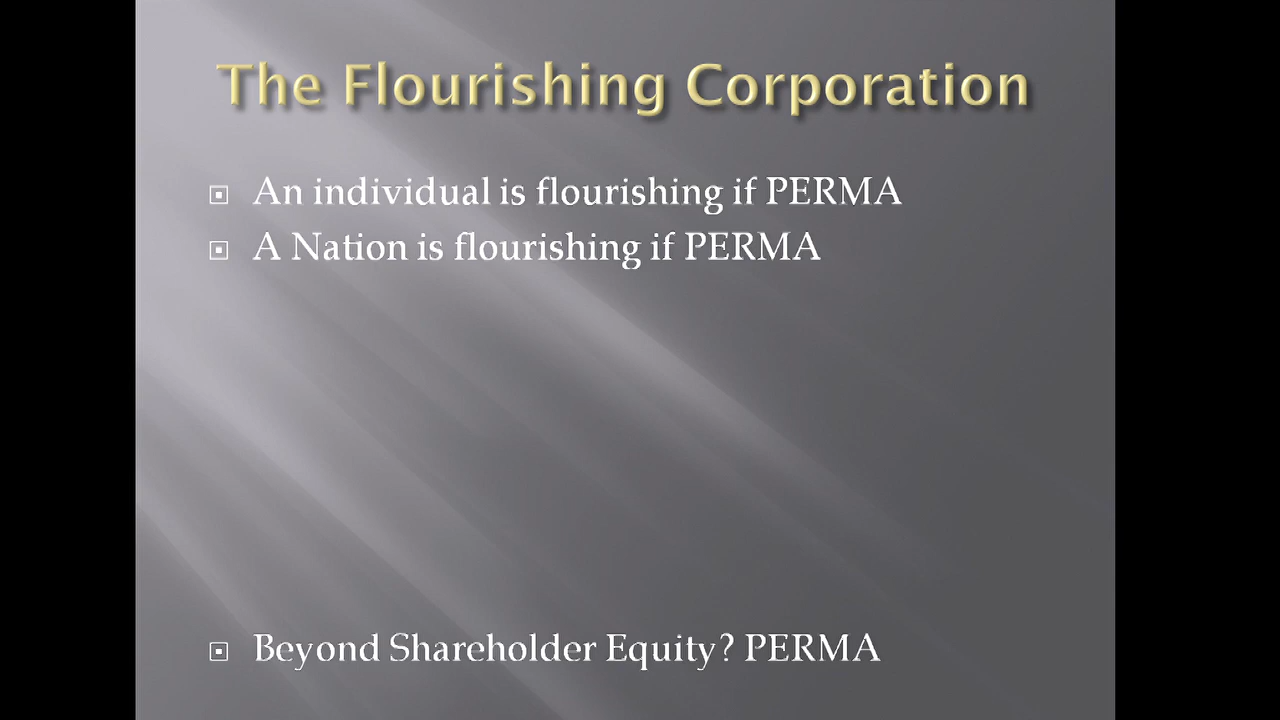 The Flourishing Corporation
An individual is flourishing if PERMA
A Nation is flourishing if PERMA
Beyond Shareholder Equity? PERMA